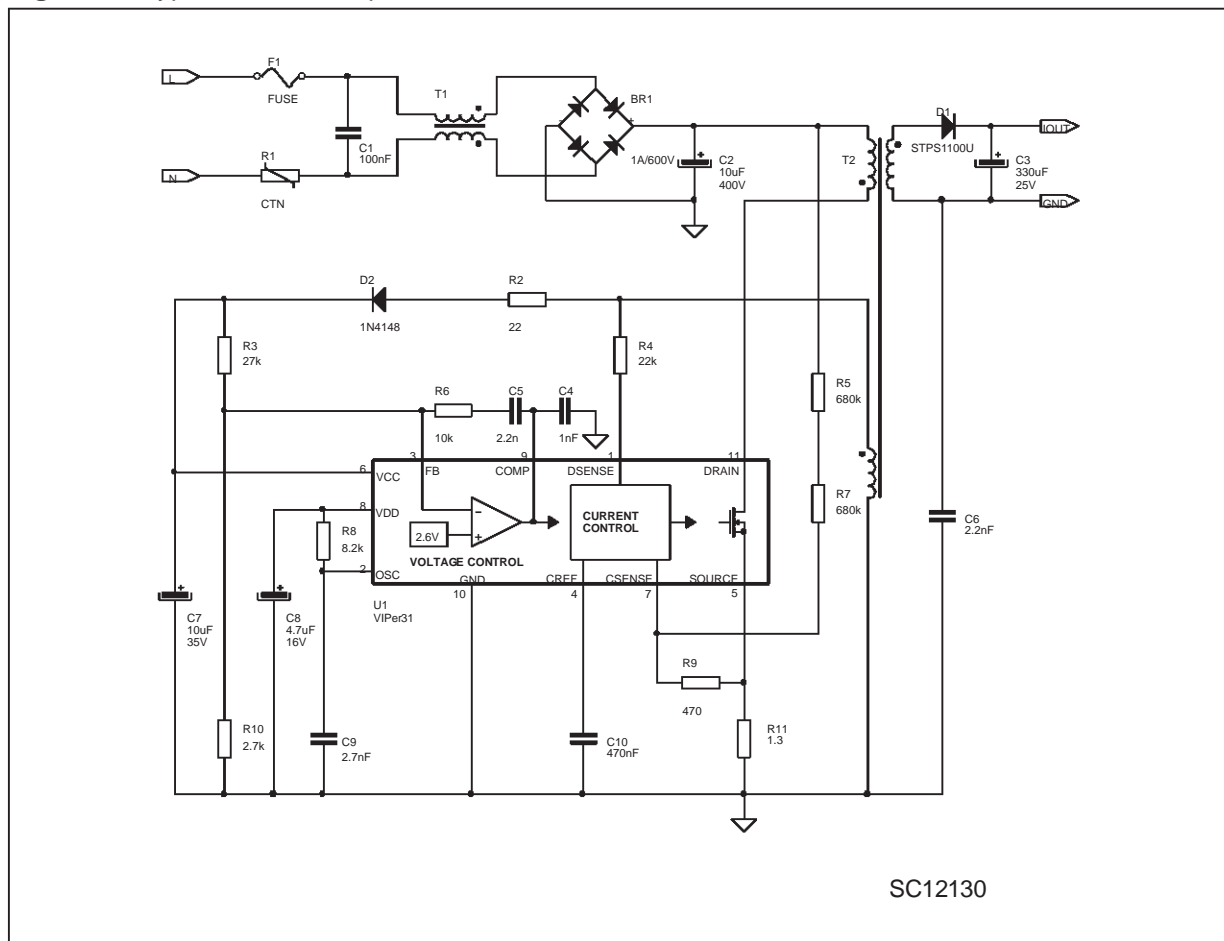 L
F1
FUSE
R1
CTN
N
C1
100nF
T1
BR1
-
+
1A/600V
+
C2
10uF
400V
T2
D1
STPS1100U
+
C3
330uF
25V
IOUT
GND
D2
1N4148
R2
22
R3
27k
R4
22k
R5
680k
R6
10k
C5
2.2n
C4
1nF
R7
680k
C6
2.2nF
3
9
1
11
FB
COMP
DSENSE
DRAIN
6
VCC
8
VDD
R8
8.2k
2
OSC
2.6V
-
+
VOLTAGE CONTROL
CURRENT
CONTROL
GND
CREF
CSENSE
SOURCE
10
4
7
5
U1
VIPer31
+
C7
10uF
35V
+
C8
4.7uF
16V
R9
470
R10
2.7k
C9
2.7nF
C10
470nF
R11
1.3
SC12130